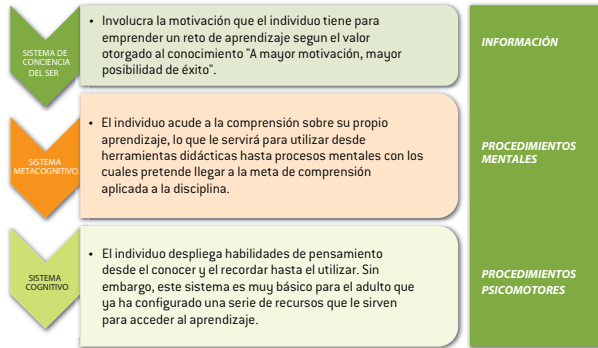 SISTEMA DE
CONCIENCIA
DEL SER
• Involucra la motivación que el individuo tiene para
emprender un reto de aprendizaje segun el valor
otorgado al conocimiento "A mayor motivación, mayor
posibilidad de éxito".
INFORMACIÓN
SISTEMA
METACOGNITIVO
• El individuo acude a la comprensión sobre su propio
aprendizaje, lo que le servirá para utilizar desde
herramientas didácticas hasta procesos mentales con los
cuales pretende llegar a la meta de comprensión
aplicada a la disciplina.
PROCEDIMIENTOS
MENTALES
SISTEMA
COGNITIVO
• El individuo despliega habilidades de pensamiento
desde el conocer y el recordar hasta el utilizar. Sin
embargo, este sistema es muy básico para el adulto que
ya ha configurado una serie de recursos que le sirven
para acceder al aprendizaje.
PROCEDIMIENTOS
PSICOMOTORES